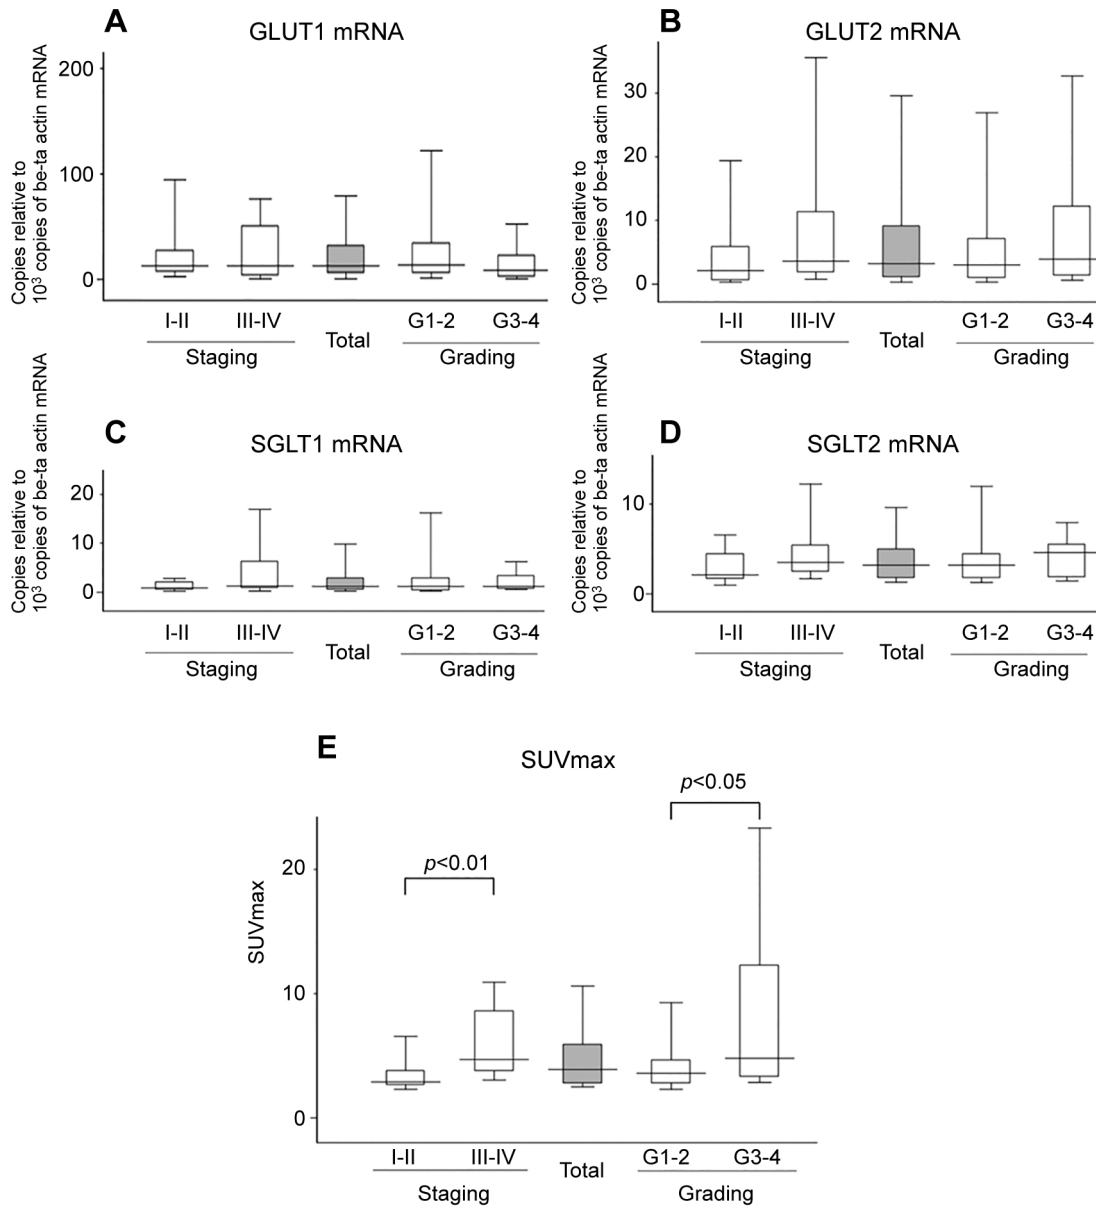 A
GLUT1 mRNA
Copies relative to
10³ copies of be-ta actin mRNA
200
100
0
I-II
III-IV
Total
G1-2
G3-4
Staging
Grading
B
GLUT2 mRNA
Copies relative to
10³ copies of be-ta actin mRNA
30
20
10
0
I-II
III-IV
Total
G1-2
G3-4
Staging
Grading
C
SGLT1 mRNA
Copies relative to
10³ copies of be-ta actin mRNA
20
10
0
I-II
III-IV
Total
G1-2
G3-4
Staging
Grading
D
SGLT2 mRNA
Copies relative to
10³ copies of be-ta actin mRNA
10
0
I-II
III-IV
Total
G1-2
G3-4
Staging
Grading
E
SUVmax
p<0.05
p<0.01
SUVmax
20
10
0
I-II
III-IV
Total
G1-2
G3-4
Staging
Grading